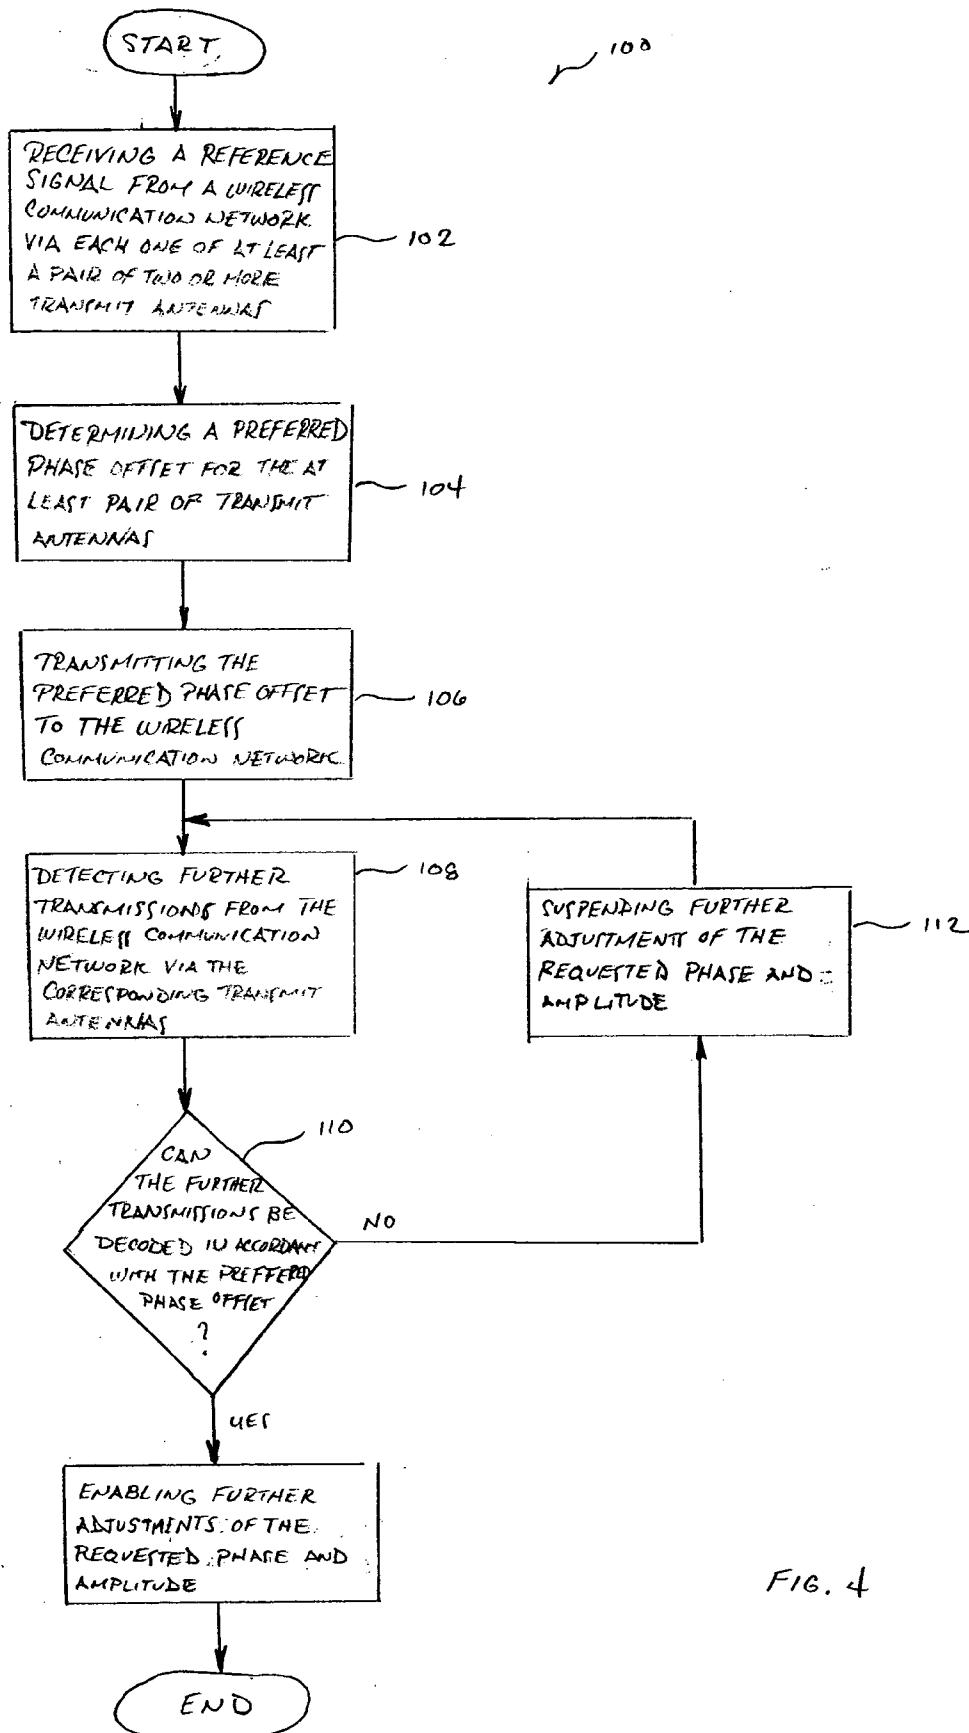 START
100
RECEIVING A REFERENCE
SIGNAL FROM A WIRELESS
COMMUNICATION NETWORK
VIA EACH ONE OF AT LEAST
A PAIR OF TWO OR MORE
TRANSMIT ANTENNAS
102
DETERMINING A PREFERRED
PHASE OFFSET FOR THE AT
LEAST PAIR OF TRANSMIT
ANTENNAS
104
TRANSMITTING THE
PREFERRED PHASE OFFSET
TO THE WIRELESS
COMMUNICATION NETWORK
106
DETECTING FURTHER
TRANSMISSIONS FROM THE
WIRELESS COMMUNICATION
NETWORK VIA THE
CORRESPONDING TRANSMIT
ANTENNAS
108
SUSPENDING FURTHER
ADJUSTMENTS OF THE
REQUESTED PHASE AND
AMPLITUDE
112
CAN
THE FURTHER
TRANSMISSIONS BE
DECODED IN ACCORDANT
WITH THE PREFFERED
PHASE OFFSET
?
110
NO
YES
ENABLING FURTHER
ADJUSTMENTS OF THE
REQUESTED PHASE AND
AMPLITUDE
FIG. 4
END